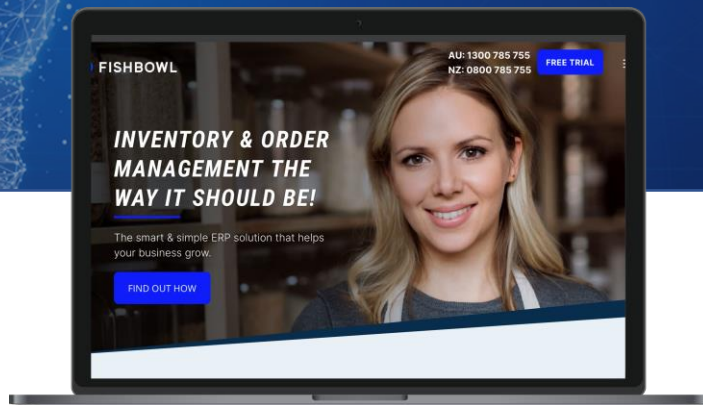 FISHBOWL
AU: 1300 785 755
NZ: 0800 785 755
FREE TRIAL
INVENTORY & ORDER
MANAGEMENT THE
WAY IT SHOULD BE!
The smart & simple ERP solution that helps
your business grow.
FIND OUT HOW